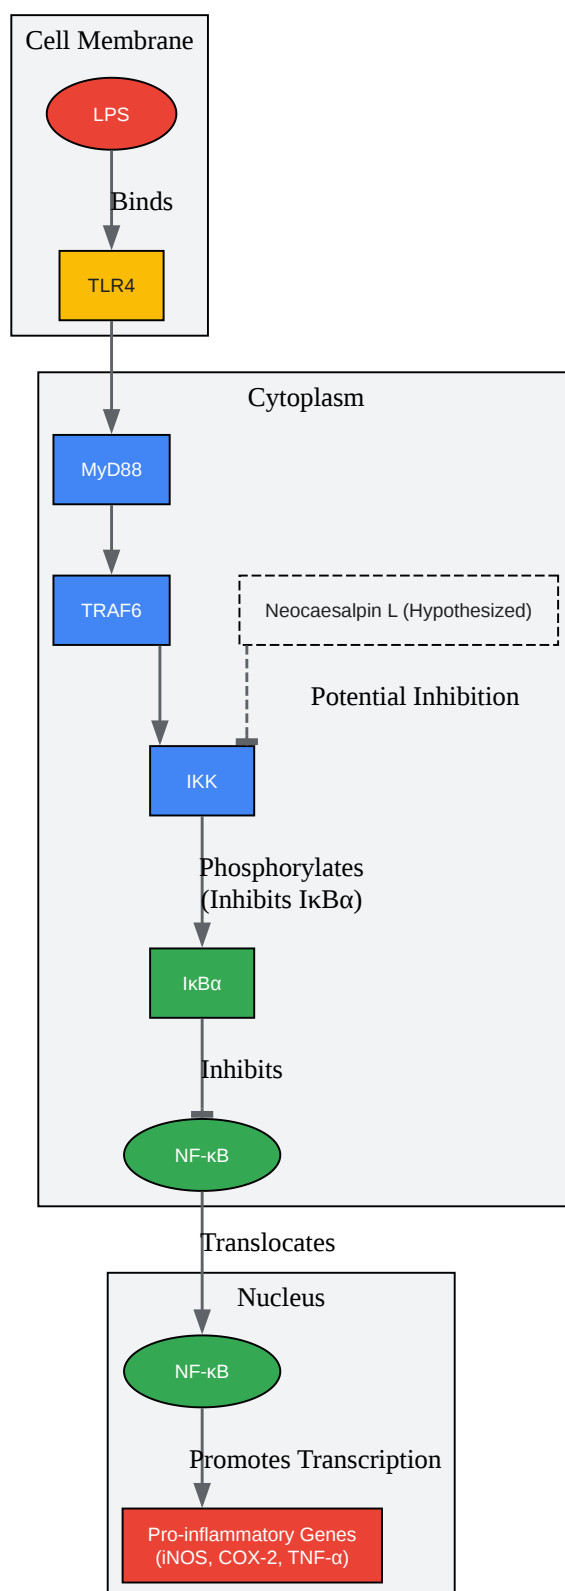 Cell Membrane
LPS
Binds
TLR4
Cytoplasm
MyD88
TRAF6
Neocaesalpin L (Hypothesized)
Potential Inhibition
IKK
Phosphorylates
(Inhibits IκBα)
IκBα
Inhibits
NF-κB
Translocates
Nucleus
NF-κB
Promotes Transcription
Pro-inflammatory Genes
(iNOS, COX-2, TNF-α)